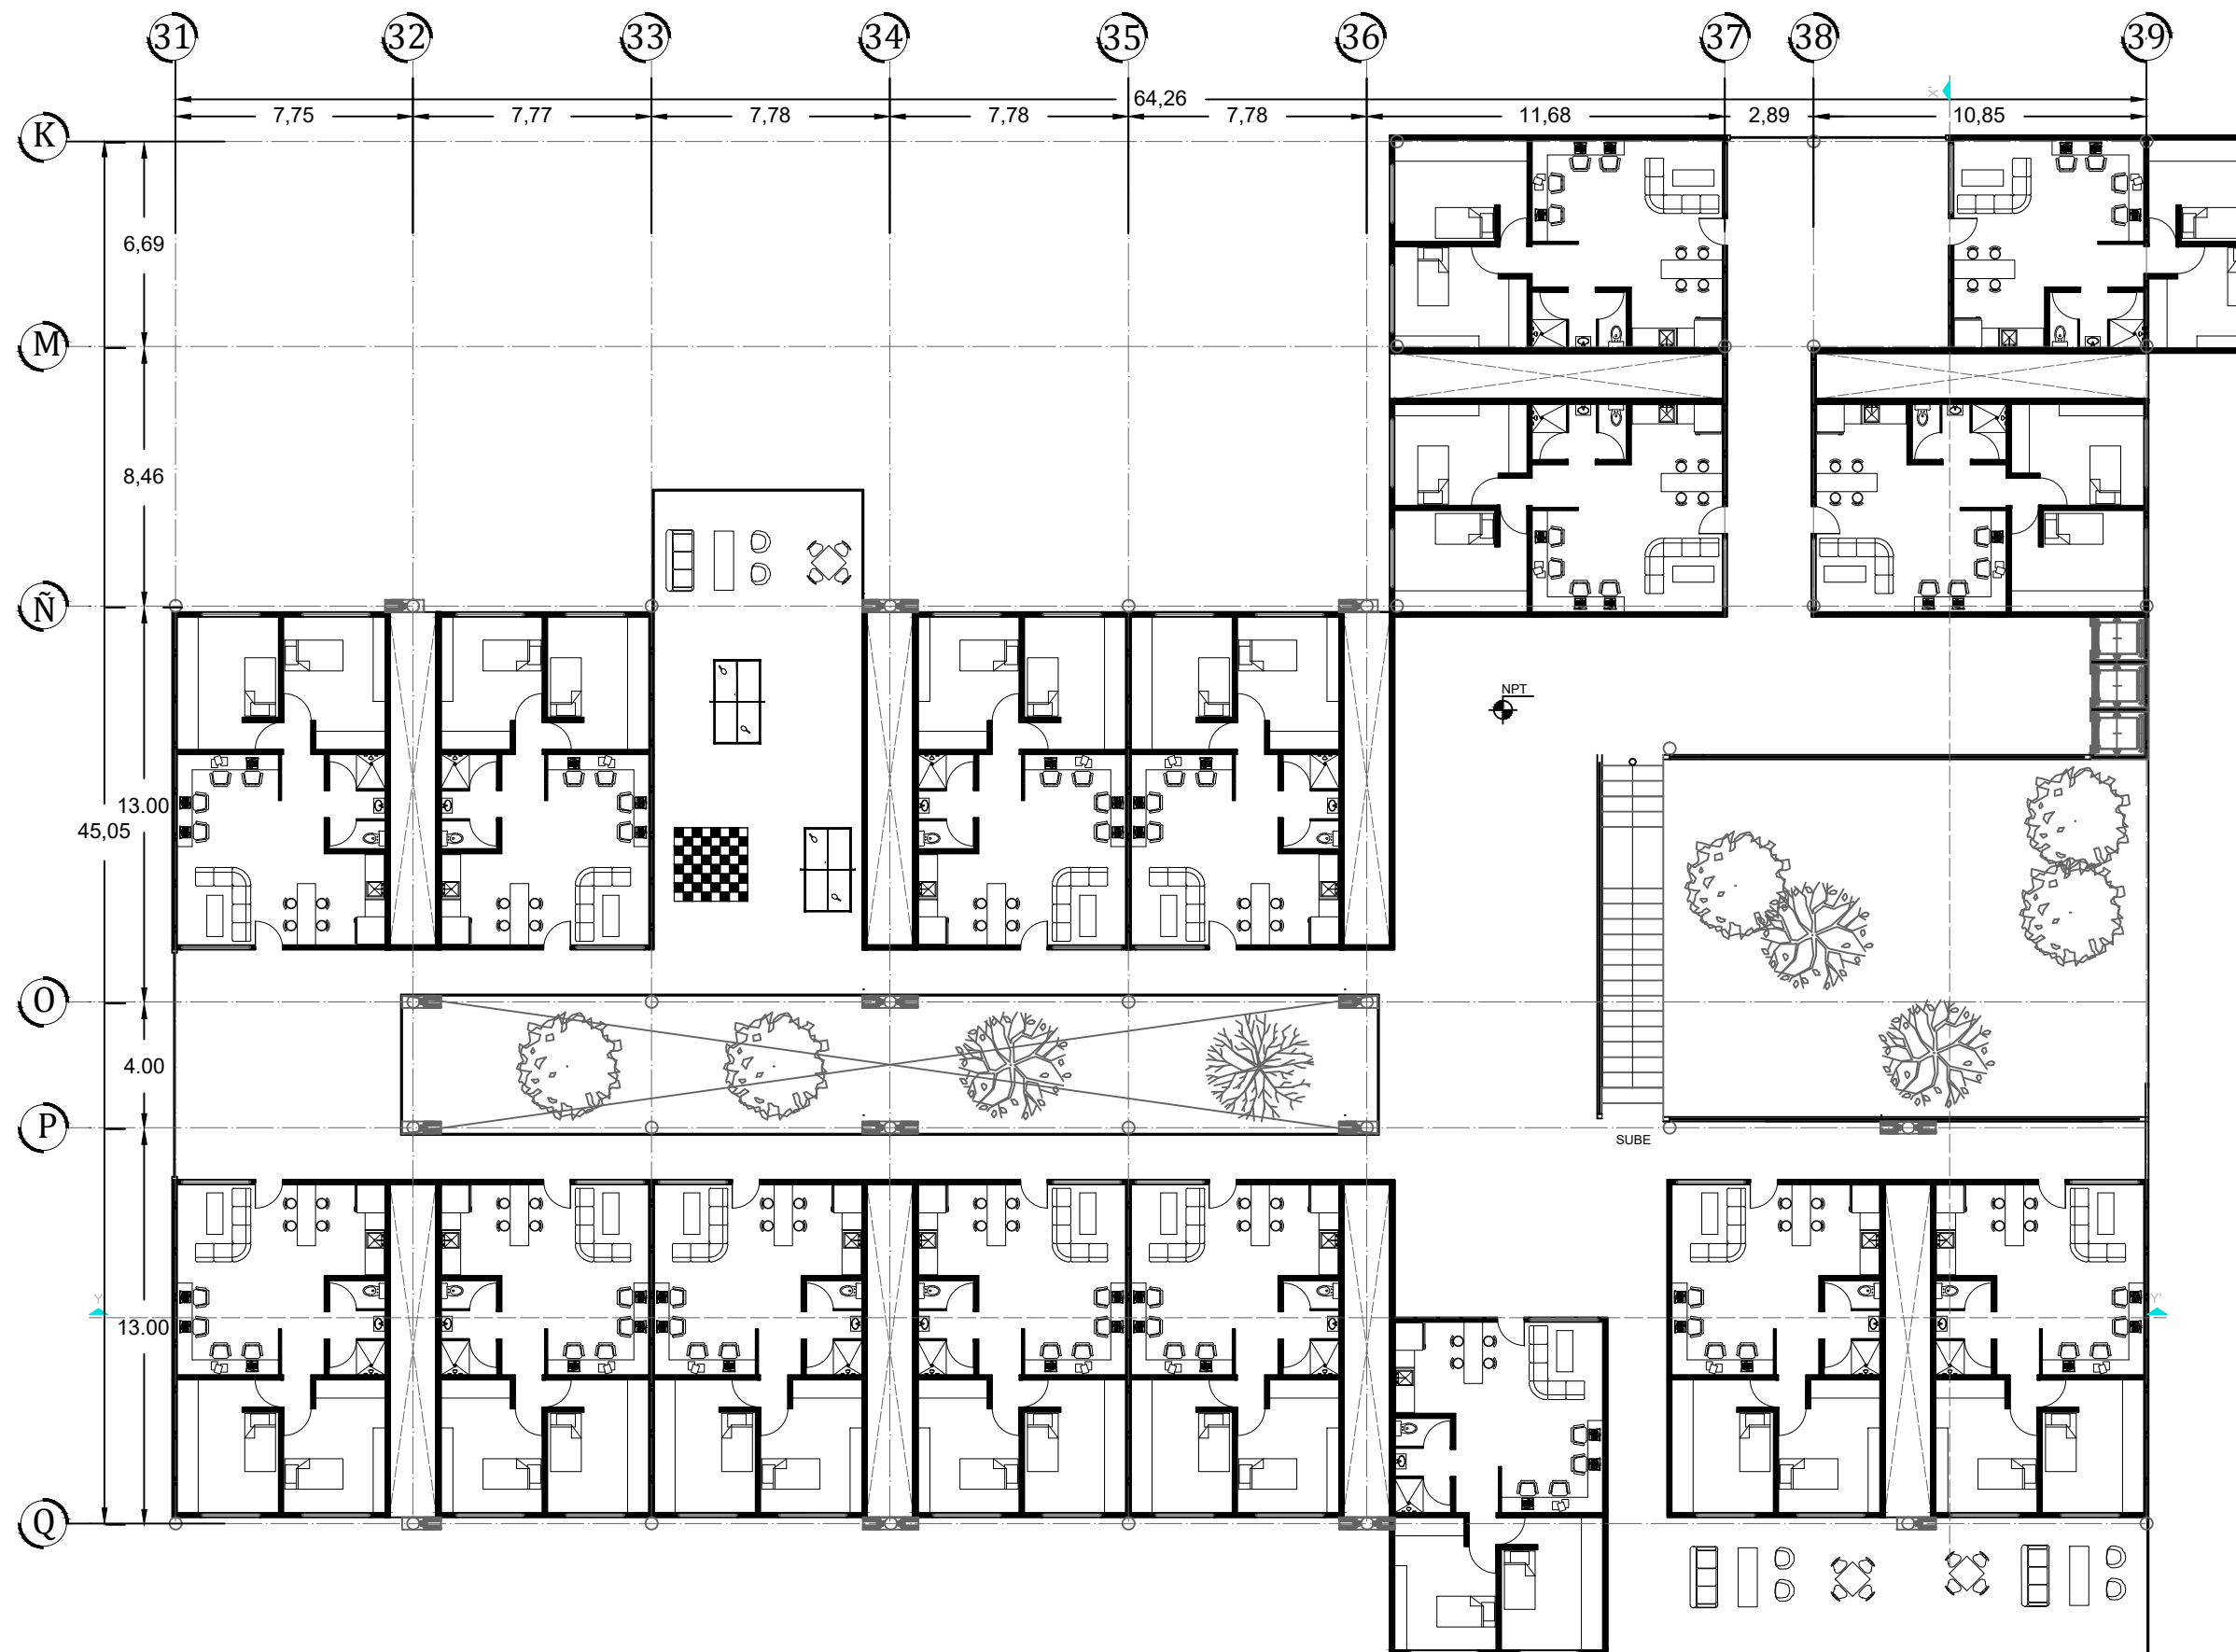 31 32 33 34 35 36 37 38 39
64,26
7,75 7,77 7,78 7,78 7,78 11,68 2,89 10,85
K
6,69
M
8,46
Ñ
NPT
13.00
45,05
O
4.00
P
SUBE
Y
Y'
13.00
Q